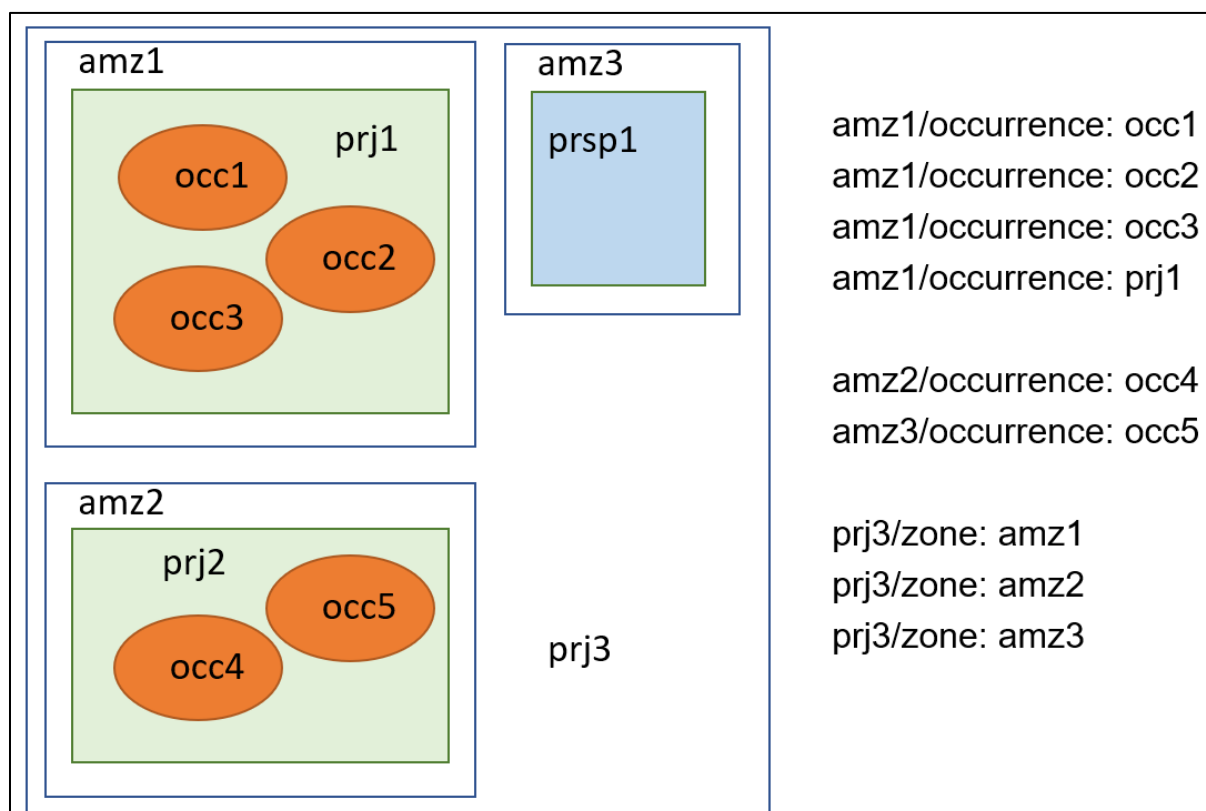 amz1
prj1
occ1
occ2
occ3
amz3
prsp1
amz2
prj2
occ5
occ4
prj3
amz1/occurrence: occ1
amz1/occurrence: occ2
amz1/occurrence: occ3
amz1/occurrence: prj1
amz2/occurrence: occ4
amz3/occurrence: occ5
prj3/zone: amz1
prj3/zone: amz2
prj3/zone: amz3